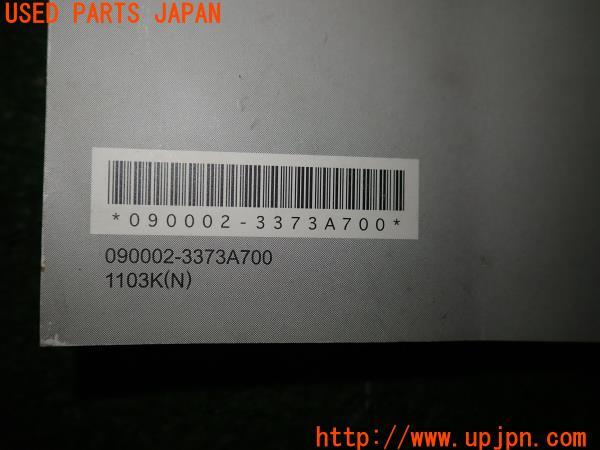 USED PARTS JAPAN
*090002-3373A700*
090002-3373A700
1103K(N)
http://www.upjpn.com